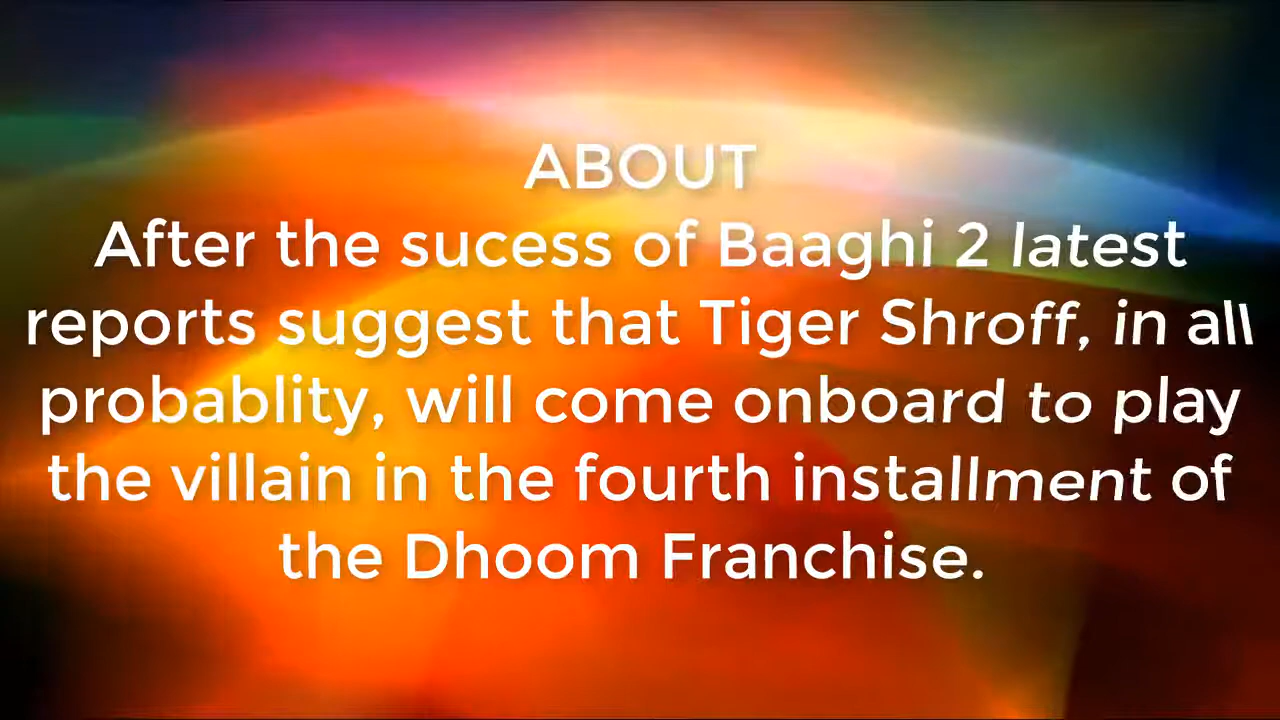 ABOUT
After the sucess of Baaghi 2 latest
reports suggest that Tiger Shroff, in all
probablity, will come onboard to play
the villain in the fourth installment of
the Dhoom Franchise.